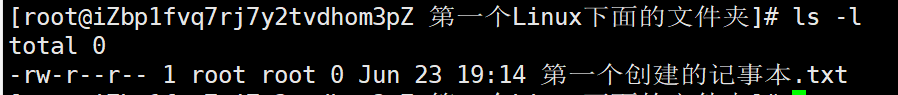 [root@iZbp1fvq7rj7y2tvdhom3pZ 第一个Linux下面的文件夹]# ls -l
total 0
-rw-r--r-- 1 root root 0 Jun 23 19:14 第一个创建的记事本.txt